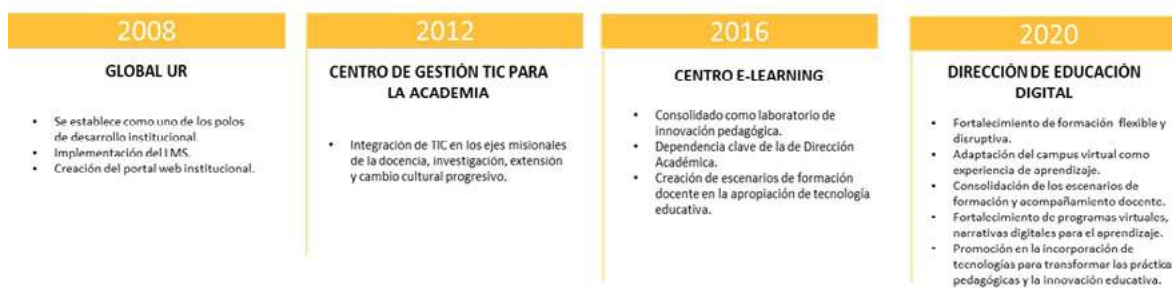 2008
GLOBAL UR
• Se establece como uno de los polos
de desarrollo institucional.
• Implementación del LMS.
• Creación del portal web institucional.
2012
CENTRO DE GESTIÓN TIC PARA
LA ACADEMIA
• Integración de TIC en los ejes misionales
de la docencia, investigación, extensión
y cambio cultural progresivo.
2016
CENTRO E-LEARNING
• Consolidado como laboratorio de
innovación pedagógica.
• Dependencia clave de la de Dirección
Académica.
• Creación de escenarios de formación
docente en la apropiación de tecnología
educativa.
2020
DIRECCIÓN DE EDUCACIÓN
DIGITAL
• Fortalecimiento de formación flexible y
disruptiva.
• Adaptación del campus virtual como
experiencia de aprendizaje.
• Consolidación de los escenarios de
formación y acompañamiento docente.
• Fortalecimiento de programas virtuales,
narrativas digitales para el aprendizaje.
• Promoción en la incorporación de
tecnologías para transformar las práctica
pedagógicas y la innovación educativa.